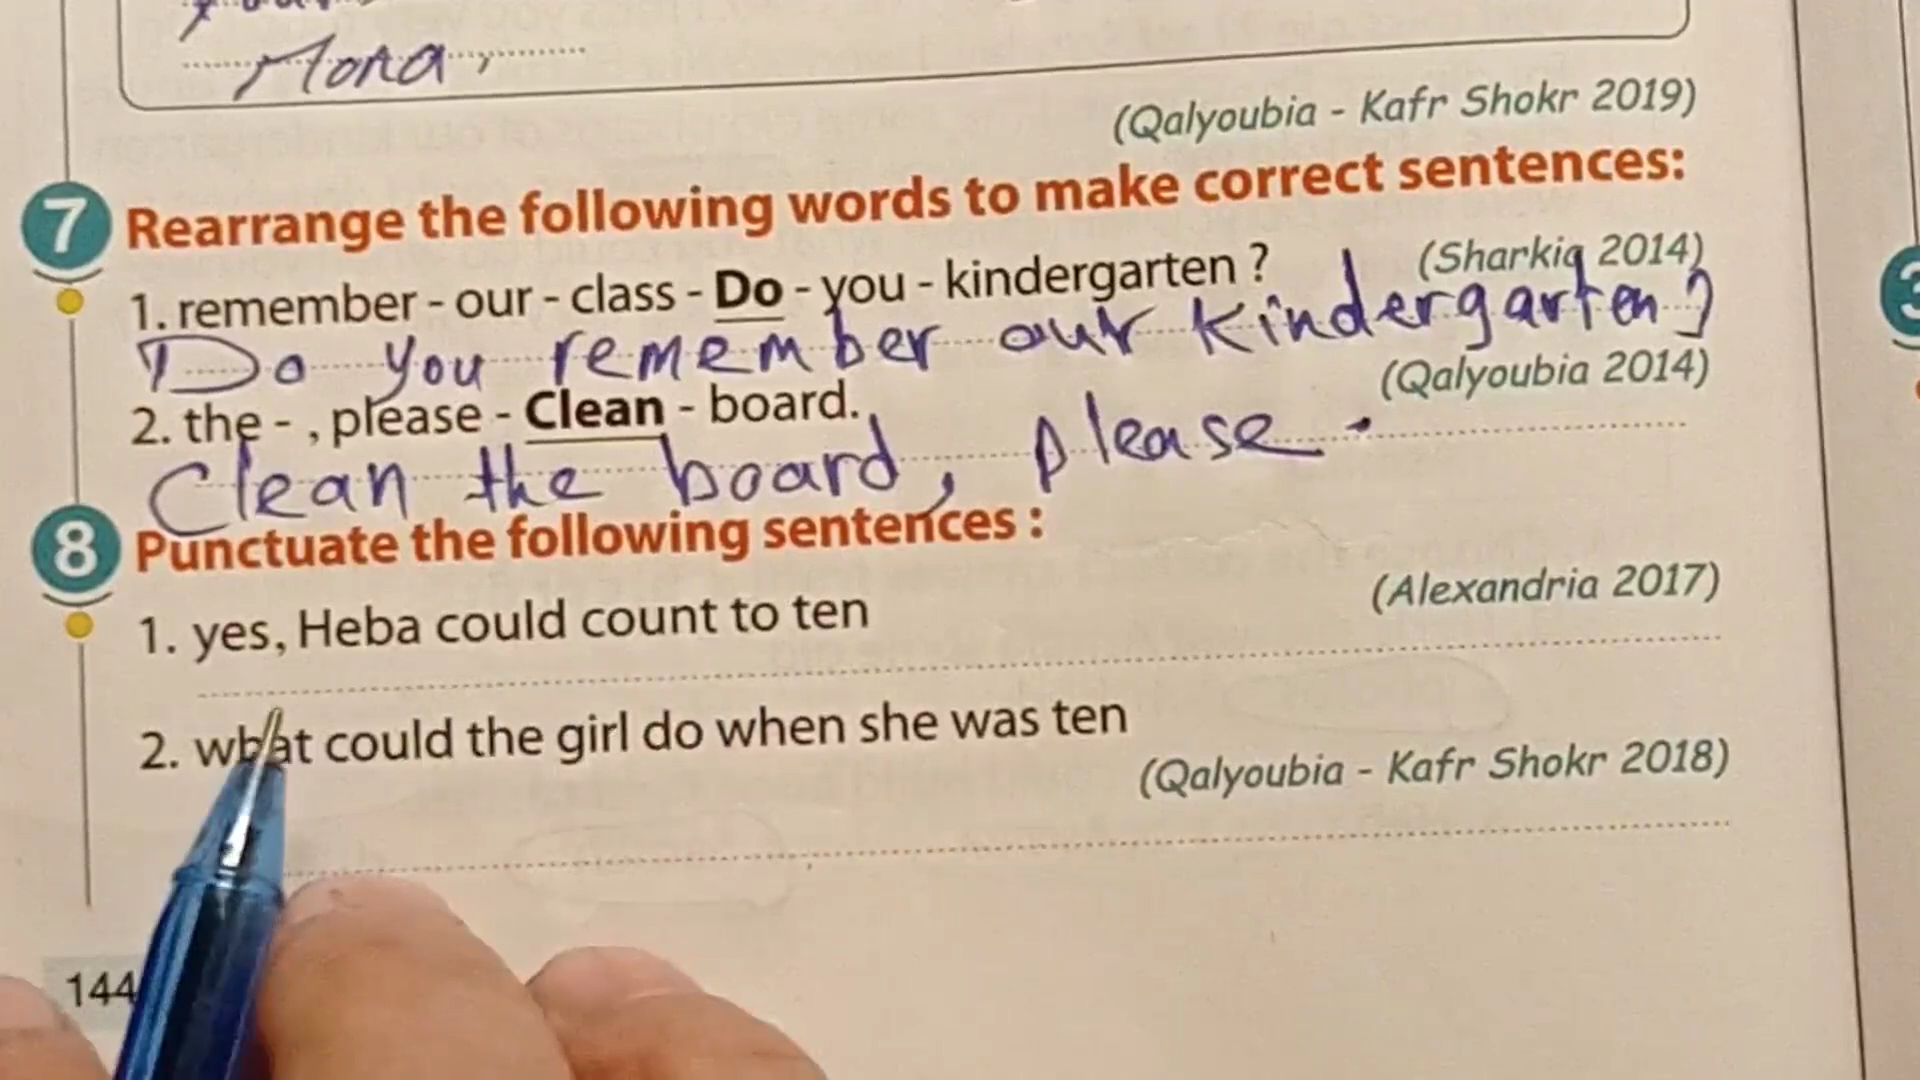 Mona,
(Qalyoubia - Kafr Shokr 2019)
7 Rearrange the following words to make correct sentences:
1. remember - our - class - Do - you - kindergarten ? (Sharkia 2014)
Do you remember our kindergarten?
2. the - , please - Clean - board. (Qalyoubia 2014)
Clean the board, please.
8 Punctuate the following sentences :
1. yes, Heba could count to ten (Alexandria 2017)
2. what could the girl do when she was ten
(Qalyoubia - Kafr Shokr 2018)
144
3